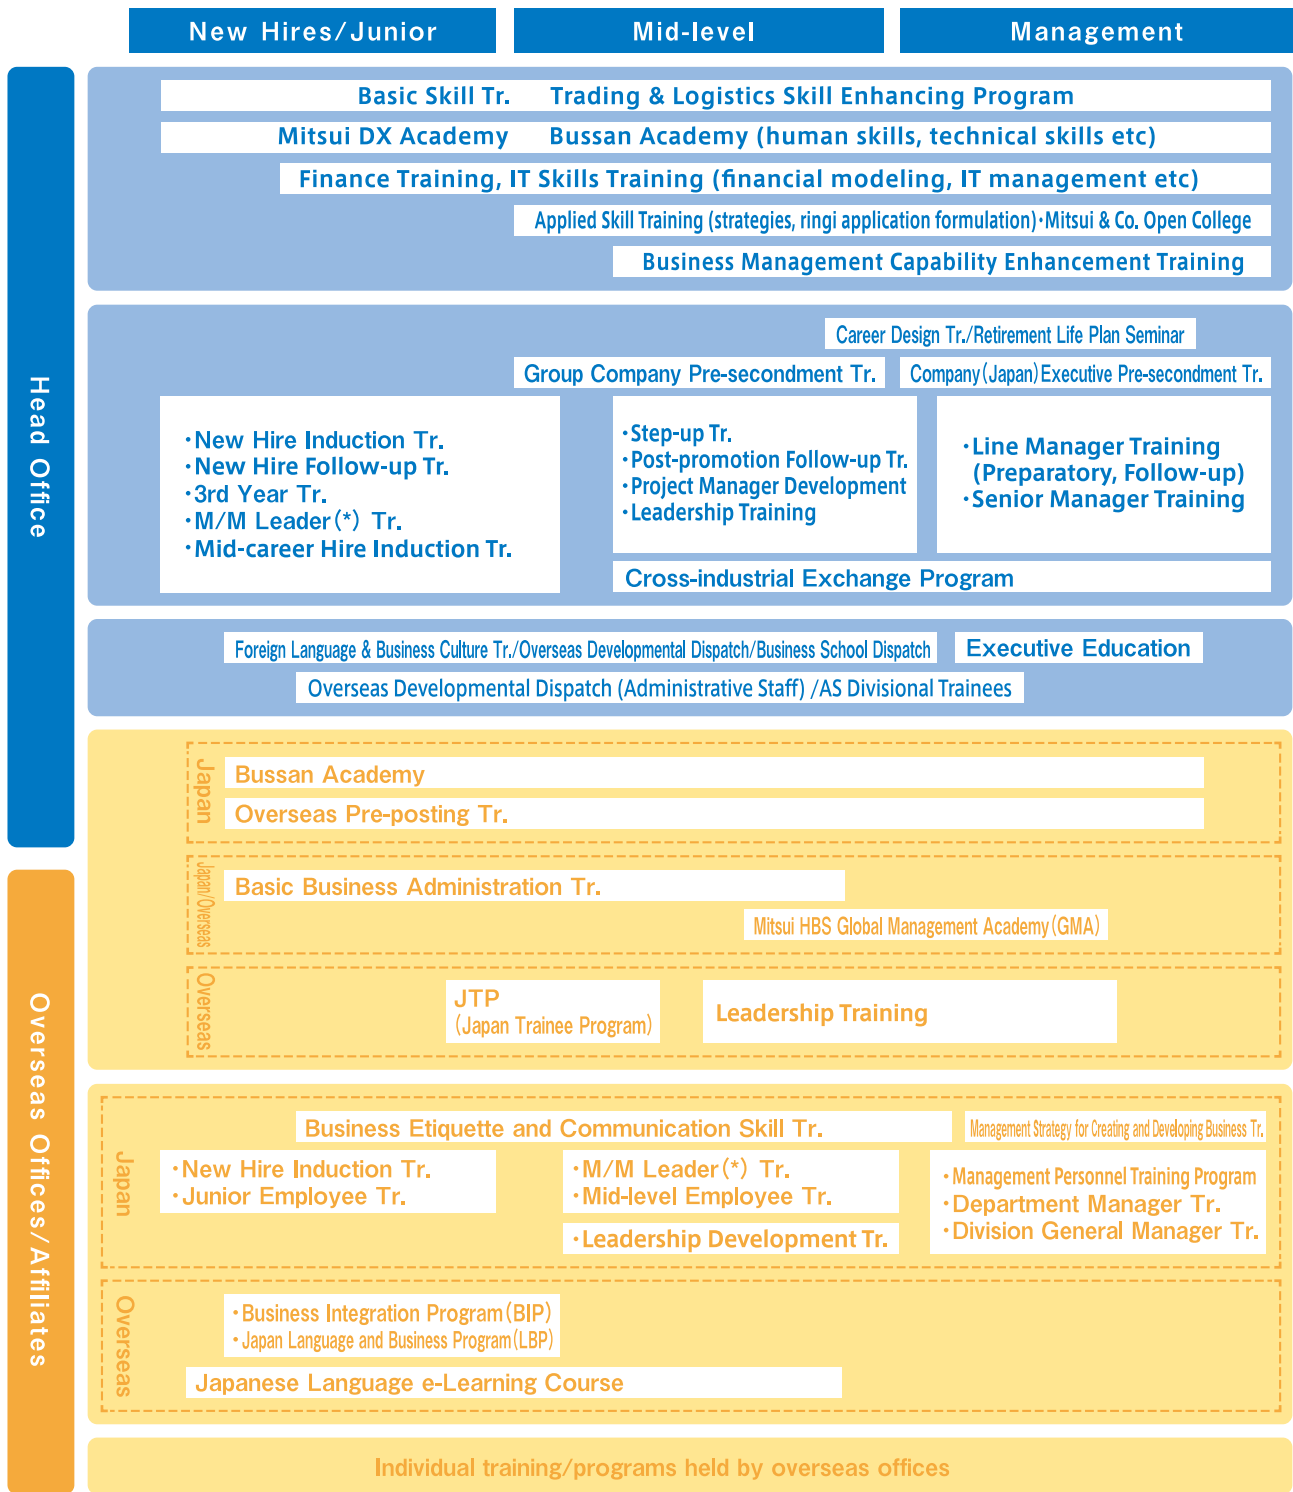 New Hires/Junior
Mid-level
Management
Head Office
Basic Skill Tr. Trading & Logistics Skill Enhancing Program
Mitsui DX Academy Bussan Academy (human skills, technical skills etc)
Finance Training, IT Skills Training (financial modeling, IT management etc)
Applied Skill Training (strategies, ringi application formulation)・Mitsui & Co. Open College
Business Management Capability Enhancement Training
Career Design Tr./Retirement Life Plan Seminar
Group Company Pre-secondment Tr.
Company(Japan)Executive Pre-secondment Tr.
・New Hire Induction Tr.
・New Hire Follow-up Tr.
・3rd Year Tr.
・M/M Leader(*) Tr.
・Mid-career Hire Induction Tr.
・Step-up Tr.
・Post-promotion Follow-up Tr.
・Project Manager Development
・Leadership Training
・Line Manager Training
(Preparatory, Follow-up)
・Senior Manager Training
Cross-industrial Exchange Program
Foreign Language & Business Culture Tr./Overseas Developmental Dispatch/Business School Dispatch
Executive Education
Overseas Developmental Dispatch (Administrative Staff) /AS Divisional Trainees
Japan
Bussan Academy
Overseas Pre-posting Tr.
Overseas Offices/Affiliates
Japan/Overseas
Basic Business Administration Tr.
Mitsui HBS Global Management Academy(GMA)
Overseas
JTP
(Japan Trainee Program)
Leadership Training
Japan
Business Etiquette and Communication Skill Tr.
Management Strategy for Creating and Developing Business Tr.
・New Hire Induction Tr.
・Junior Employee Tr.
・M/M Leader(*) Tr.
・Mid-level Employee Tr.
・Leadership Development Tr.
・Management Personnel Training Program
・Department Manager Tr.
・Division General Manager Tr.
Overseas
・Business Integration Program(BIP)
・Japan Language and Business Program(LBP)
Japanese Language e-Learning Course
Individual training/programs held by overseas offices